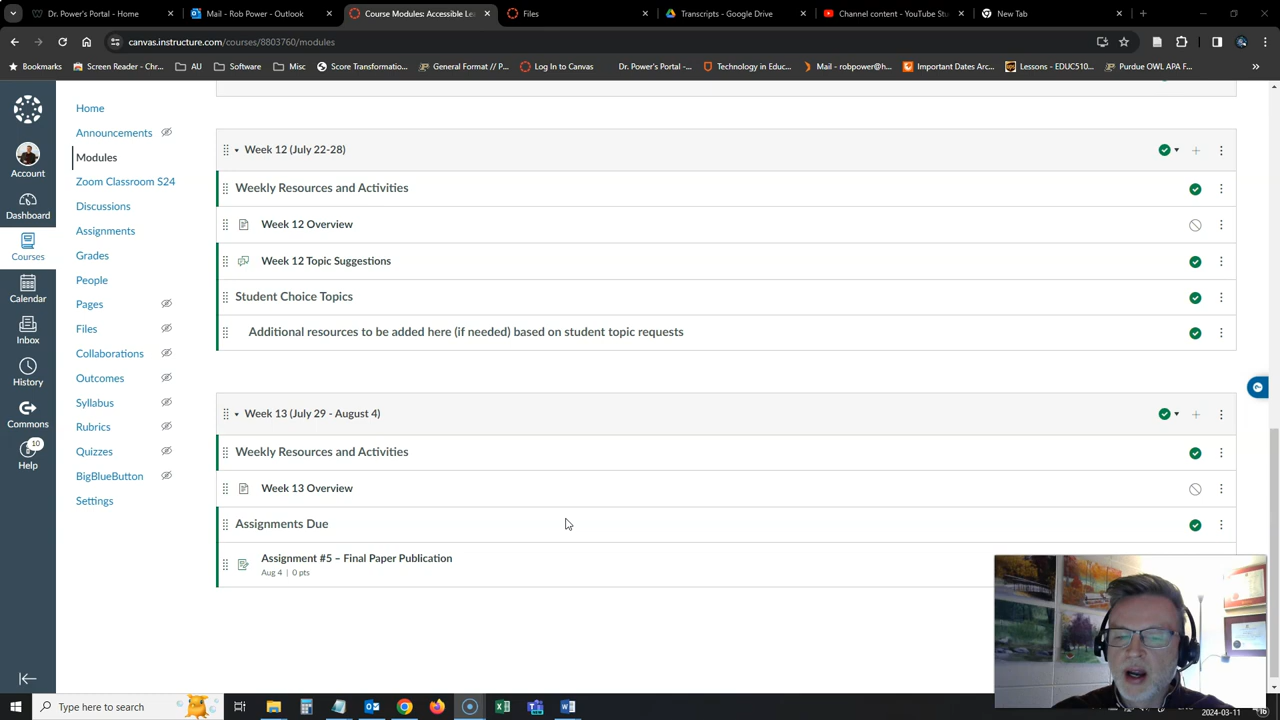 Dr. Power's Portal - Home
Mail - Rob Power - Outlook
Course Modules: Accessible Le
Files
Transcripts - Google Drive
Channel content - YouTube Stu
New Tab
canvas.instructure.com/courses/8803760/modules
Bookmarks
Screen Reader - Chr...
AU
Software
Misc
Score Transformatio...
General Format // P...
Log In to Canvas
Dr. Power's Portal -...
Technology in Educ...
Mail - robpower@h...
Important Dates Arc...
Lessons - EDUC510...
Purdue OWL APA F...
Account
Dashboard
Courses
Calendar
Inbox
History
Commons
10
Help
Home
Announcements
Modules
Zoom Classroom S24
Discussions
Assignments
Grades
People
Pages
Files
Collaborations
Outcomes
Syllabus
Rubrics
Quizzes
BigBlueButton
Settings
Week 12 (July 22-28)
Weekly Resources and Activities
Week 12 Overview
Week 12 Topic Suggestions
Student Choice Topics
Additional resources to be added here (if needed) based on student topic requests
Week 13 (July 29 - August 4)
Weekly Resources and Activities
Week 13 Overview
Assignments Due
Assignment #5 – Final Paper Publication
Aug 4 | 0 pts
Type here to search
2024-03-11